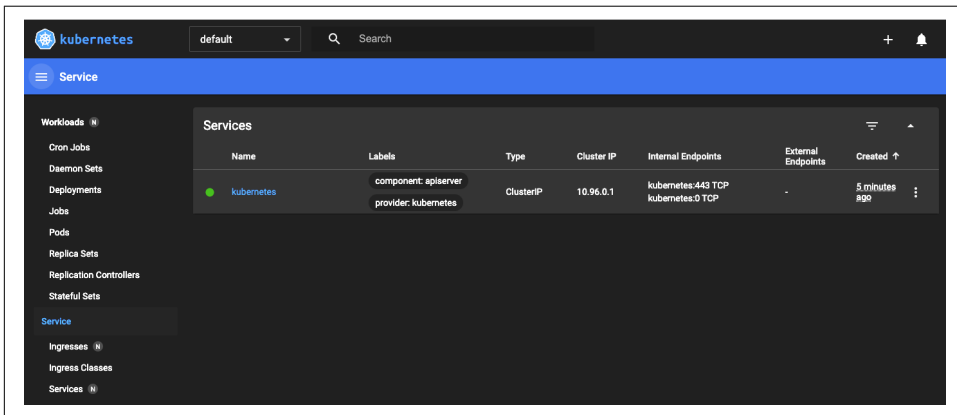 kubernetes
default
Search
Service
Workloads N
Cron Jobs
Daemon Sets
Deployments
Jobs
Pods
Replica Sets
Replication Controllers
Stateful Sets
Service
Ingresses N
Ingress Classes
Services N
Services
Name Labels Type Cluster IP Internal Endpoints External Endpoints Created
kubernetes component: apiserver provider: kubernetes ClusterIP 10.96.0.1 kubernetes:443 TCP kubernetes:0 TCP - 5 minutes ago